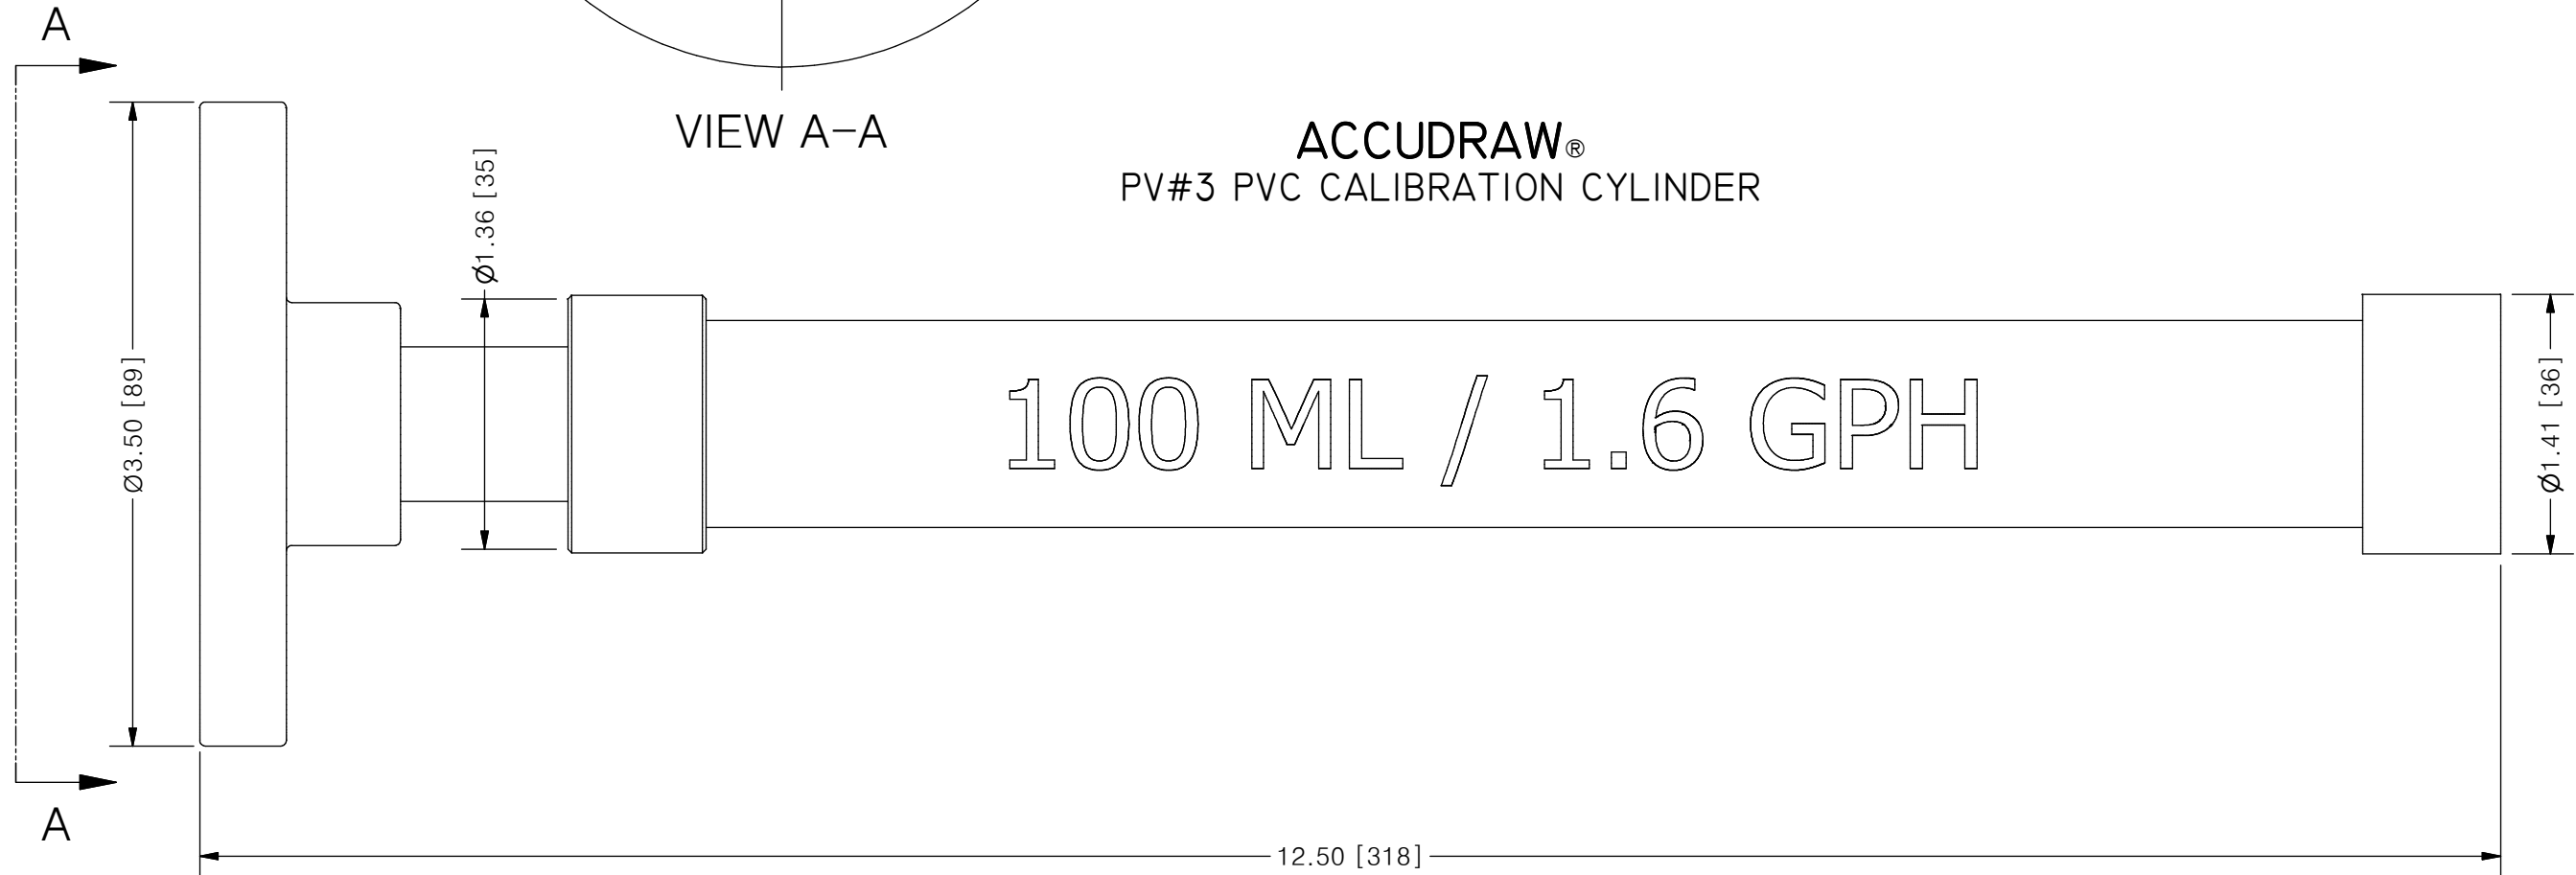 A
VIEW A-A
ACCUDRAW®
PV#3 PVC CALIBRATION CYLINDER
Ø1.36 [35]
Ø3.50 [89]
100 ML / 1.6 GPH
Ø1.41 [36]
A
12.50 [318]